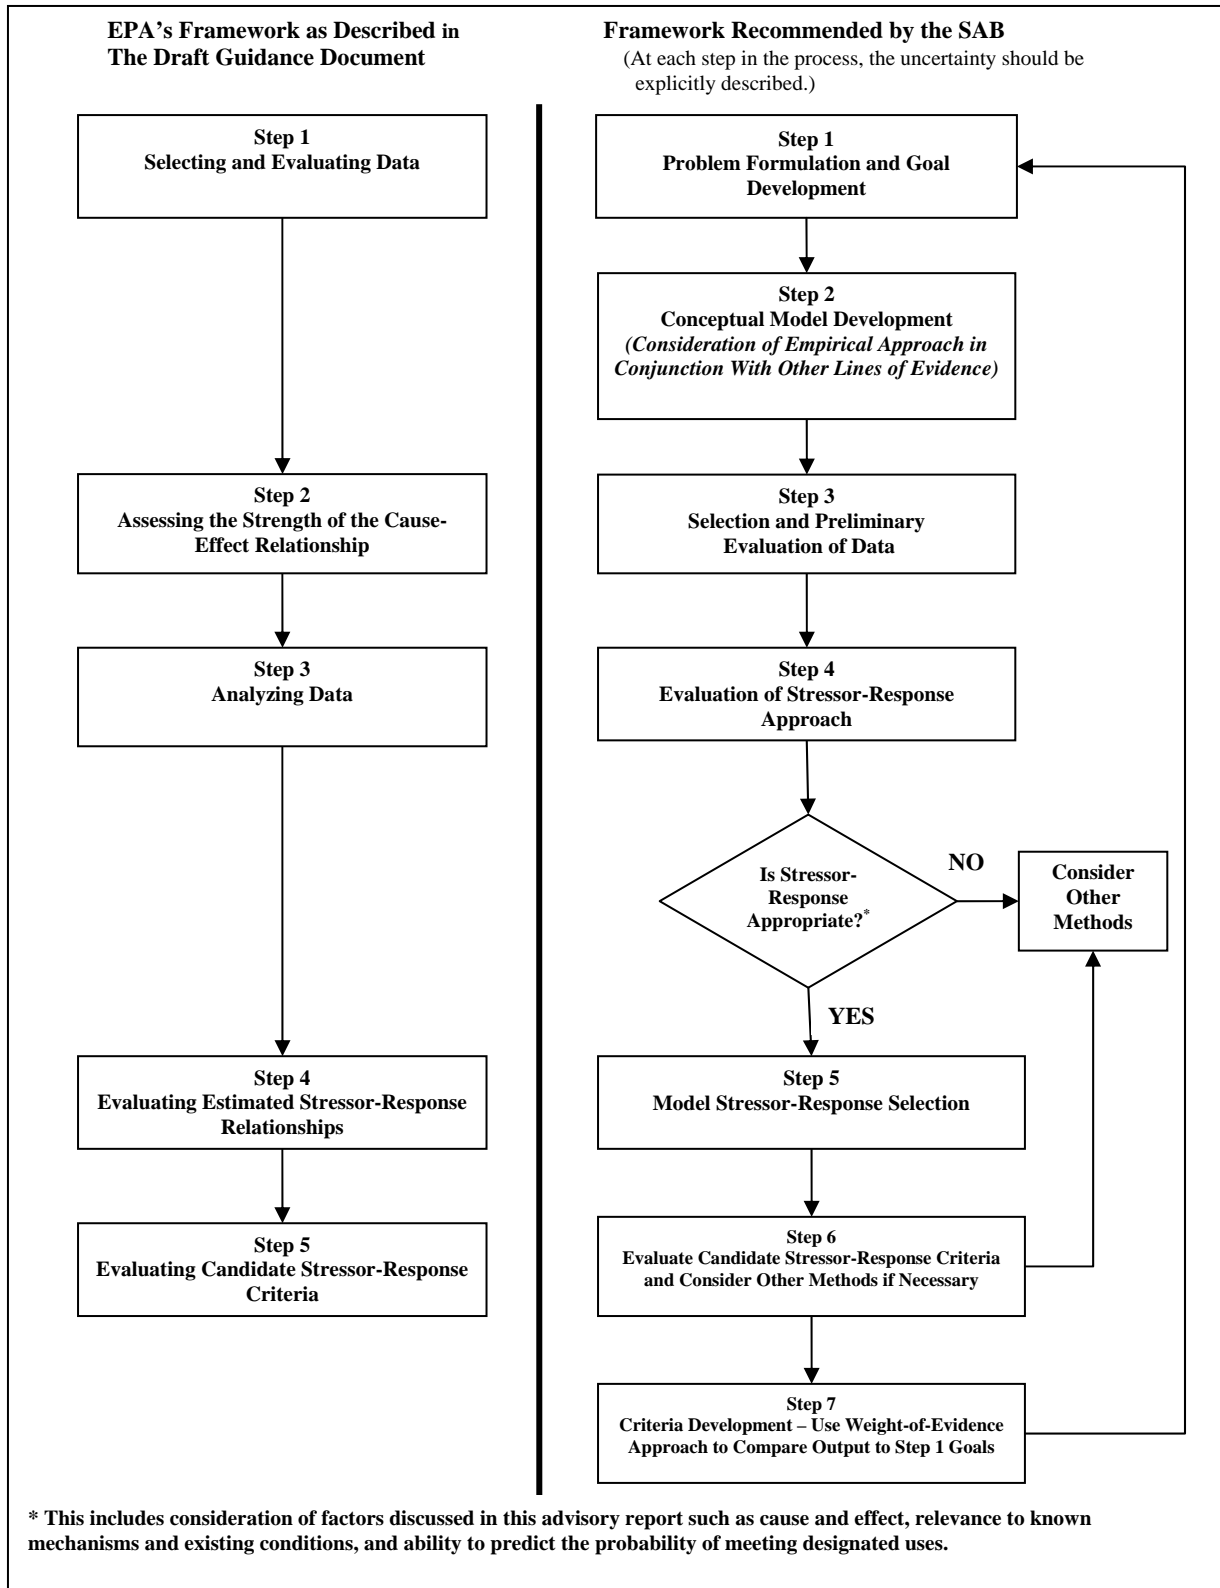 EPA's Framework as Described in
The Draft Guidance Document
Step 1
Selecting and Evaluating Data
Step 2
Assessing the Strength of the Cause-
Effect Relationship
Step 3
Analyzing Data
Step 4
Evaluating Estimated Stressor-Response
Relationships
Step 5
Evaluating Candidate Stressor-Response
Criteria
Framework Recommended by the SAB
(At each step in the process, the uncertainty should be
explicitly described.)
Step 1
Problem Formulation and Goal
Development
Step 2
Conceptual Model Development
(Consideration of Empirical Approach in
Conjunction With Other Lines of Evidence)
Step 3
Selection and Preliminary
Evaluation of Data
Step 4
Evaluation of Stressor-Response
Approach
Is Stressor-
Response
Appropriate?*
NO
Consider
Other
Methods
YES
Step 5
Model Stressor-Response Selection
Step 6
Evaluate Candidate Stressor-Response Criteria
and Consider Other Methods if Necessary
Step 7
Criteria Development – Use Weight-of-Evidence
Approach to Compare Output to Step 1 Goals
* This includes consideration of factors discussed in this advisory report such as cause and effect, relevance to known
mechanisms and existing conditions, and ability to predict the probability of meeting designated uses.